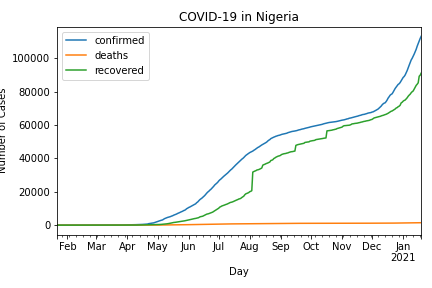 COVID-19 in Nigeria
confirmed
deaths
recovered
100000
80000
60000
40000
20000
0
Number of Cases
Feb Mar Apr May Jun Jul Aug Sep Oct Nov Dec Jan
2021
Day